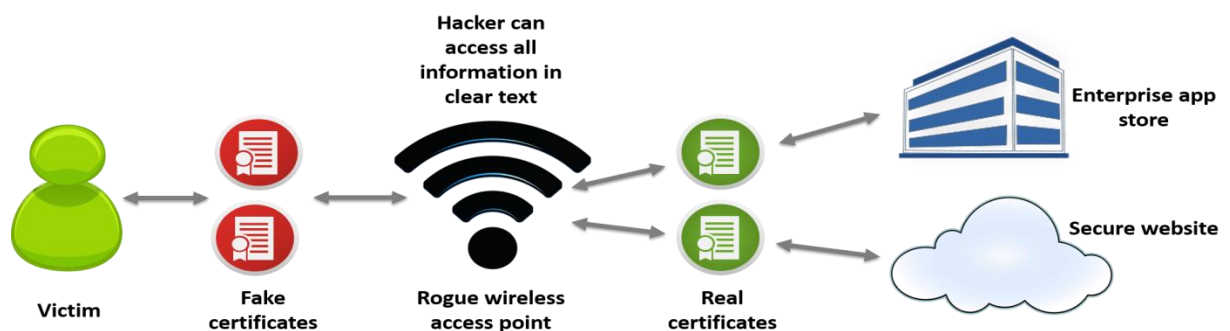 Hacker can
access all
information in
clear text
Enterprise app
store
Secure website
Victim
Fake
certificates
Rogue wireless
access point
Real
certificates